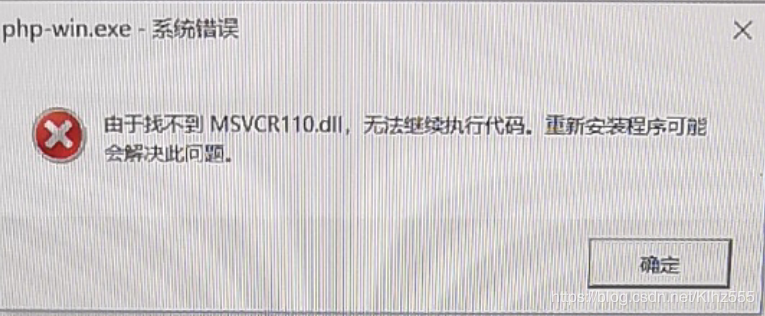 php-win.exe - 系统错误
由于找不到 MSVCR110.dll，无法继续执行代码。重新安装程序可能
会解决此问题。
确定
https://blog.csdn.net/Klhz555